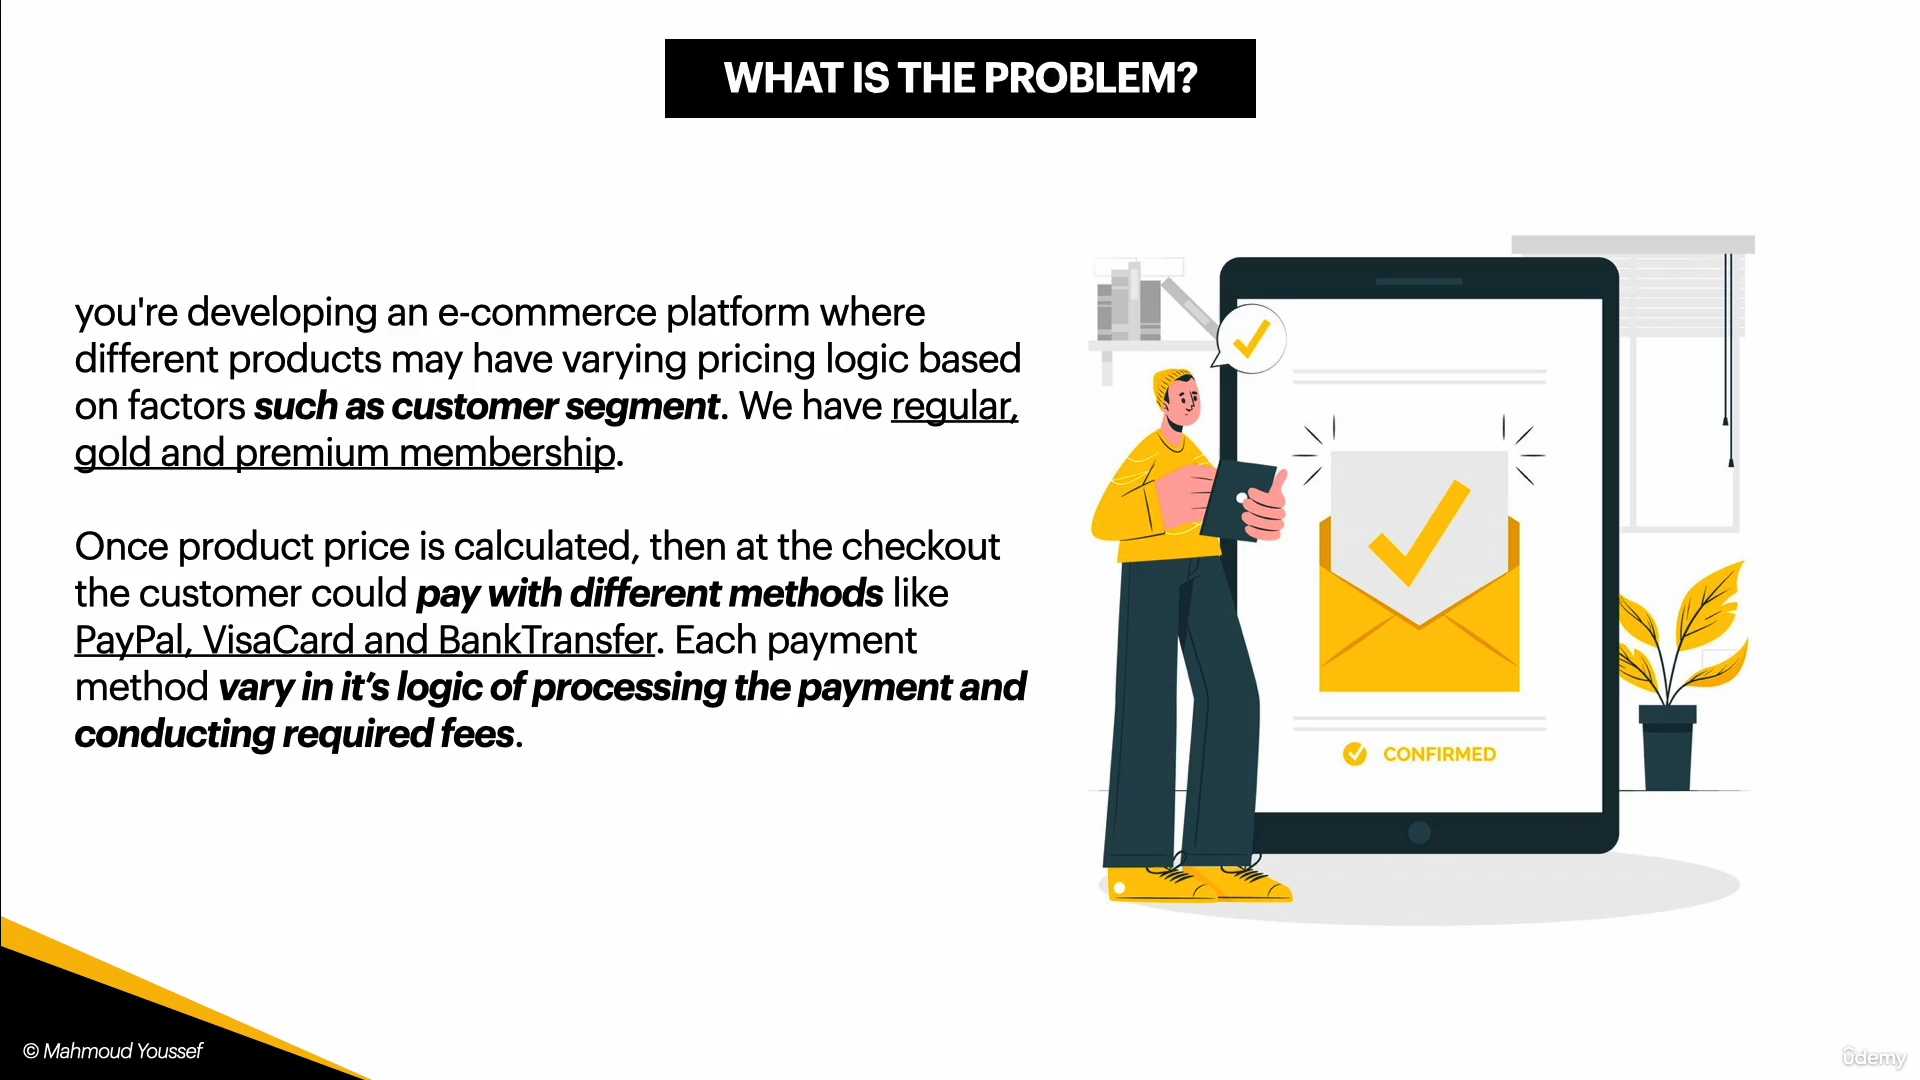 WHAT IS THE PROBLEM?
you're developing an e-commerce platform where
different products may have varying pricing logic based
on factors such as customer segment. We have regular,
gold and premium membership.
Once product price is calculated, then at the checkout
the customer could pay with different methods like
PayPal, VisaCard and BankTransfer. Each payment
method vary in it’s logic of processing the payment and
conducting required fees.
CONFIRMED
© Mahmoud Youssef
ûdemy